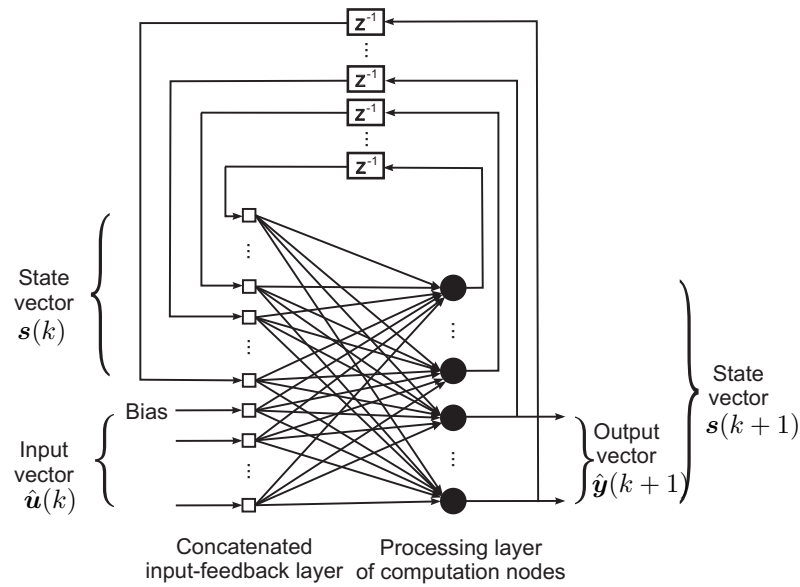 z⁻¹
⋮
z⁻¹
z⁻¹
⋮
z⁻¹
⋮
⋮
⋮
⋮
⋮
State
vector
s(k)
Bias
Input
vector
û(k)
Output
vector
ŷ(k+1)
State
vector
s(k+1)
Concatenated
input-feedback layer
Processing layer
of computation nodes